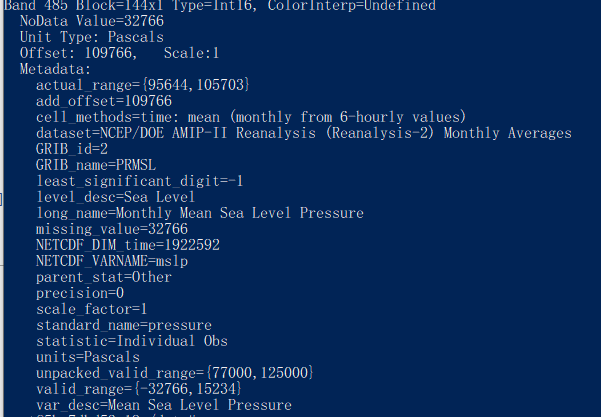 Band 485 Block=144x1 Type=Int16, ColorInterp=Undefined
NoData Value=32766
Unit Type: Pascals
Offset: 109766, Scale:1
Metadata:
actual_range={95644,105703}
add_offset=109766
cell_methods=time: mean (monthly from 6-hourly values)
dataset=NCEP/DOE AMIP-II Reanalysis (Reanalysis-2) Monthly Averages
GRIB_id=2
GRIB_name=PRMSL
least_significant_digit=-1
level_desc=Sea Level
long_name=Monthly Mean Sea Level Pressure
missing_value=32766
NETCDF_DIM_time=1922592
NETCDF_VARNAME=mslp
parent_stat=Other
precision=0
scale_factor=1
standard_name=pressure
statistic=Individual Obs
units=Pascals
unpacked_valid_range={77000,125000}
valid_range={-32766,15234}
var_desc=Mean Sea Level Pressure